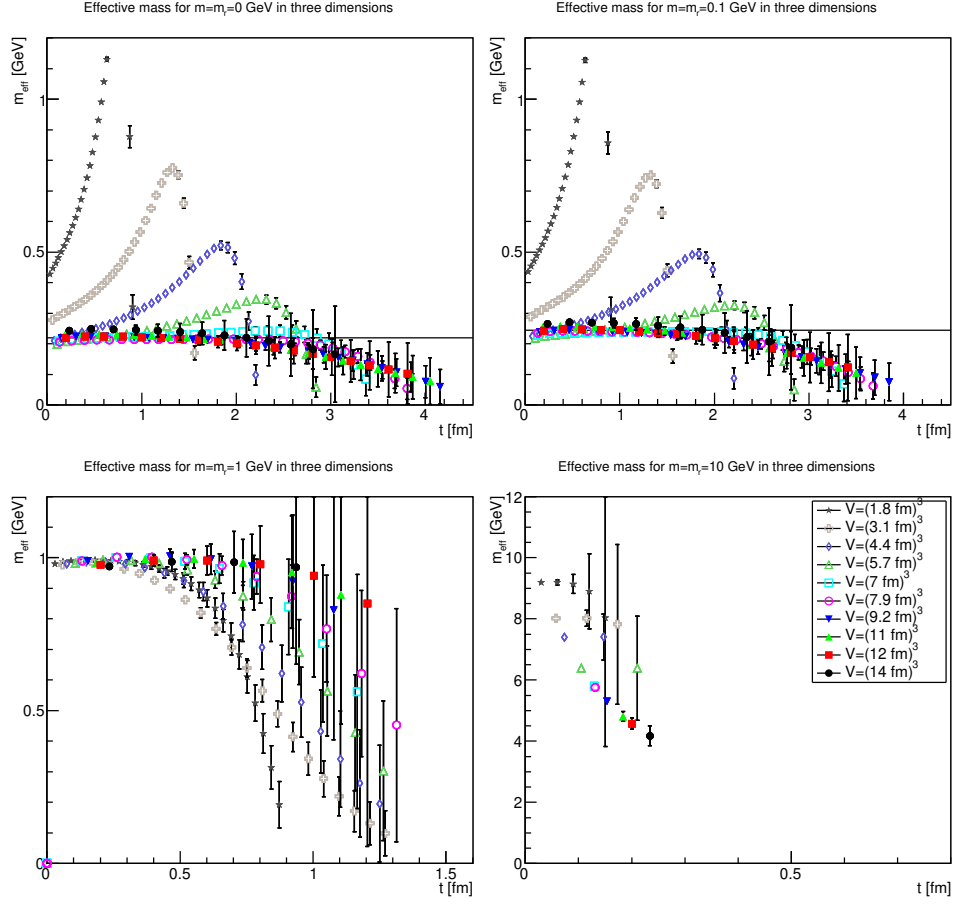 Effective mass for m=mᵣ=0 GeV in three dimensions
m_eff [GeV]
1
0.5
0
0 1 2 3 4
t [fm]
Effective mass for m=mᵣ=0.1 GeV in three dimensions
m_eff [GeV]
1
0.5
0
0 1 2 3 4
t [fm]
Effective mass for m=mᵣ=1 GeV in three dimensions
m_eff [GeV]
1
0.5
0
0 0.5 1 1.5
t [fm]
Effective mass for m=mᵣ=10 GeV in three dimensions
m_eff [GeV]
12
10
8
6
4
2
0
0.5
t [fm]
V=(1.8 fm)³
V=(3.1 fm)³
V=(4.4 fm)³
V=(5.7 fm)³
V=(7 fm)³
V=(7.9 fm)³
V=(9.2 fm)³
V=(11 fm)³
V=(12 fm)³
V=(14 fm)³